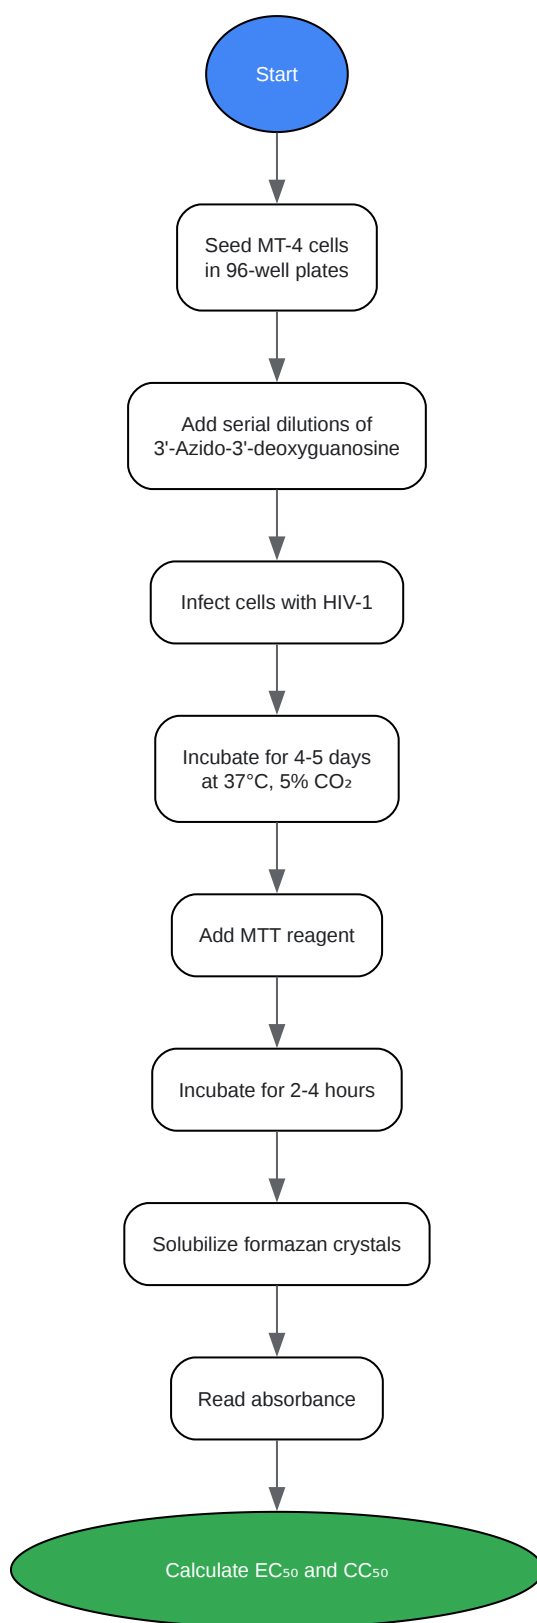 Start
Seed MT-4 cells
in 96-well plates
Add serial dilutions of
3'-Azido-3'-deoxyguanosine
Infect cells with HIV-1
Incubate for 4-5 days
at 37°C, 5% CO₂
Add MTT reagent
Incubate for 2-4 hours
Solubilize formazan crystals
Read absorbance
Calculate EC₅₀ and CC₅₀